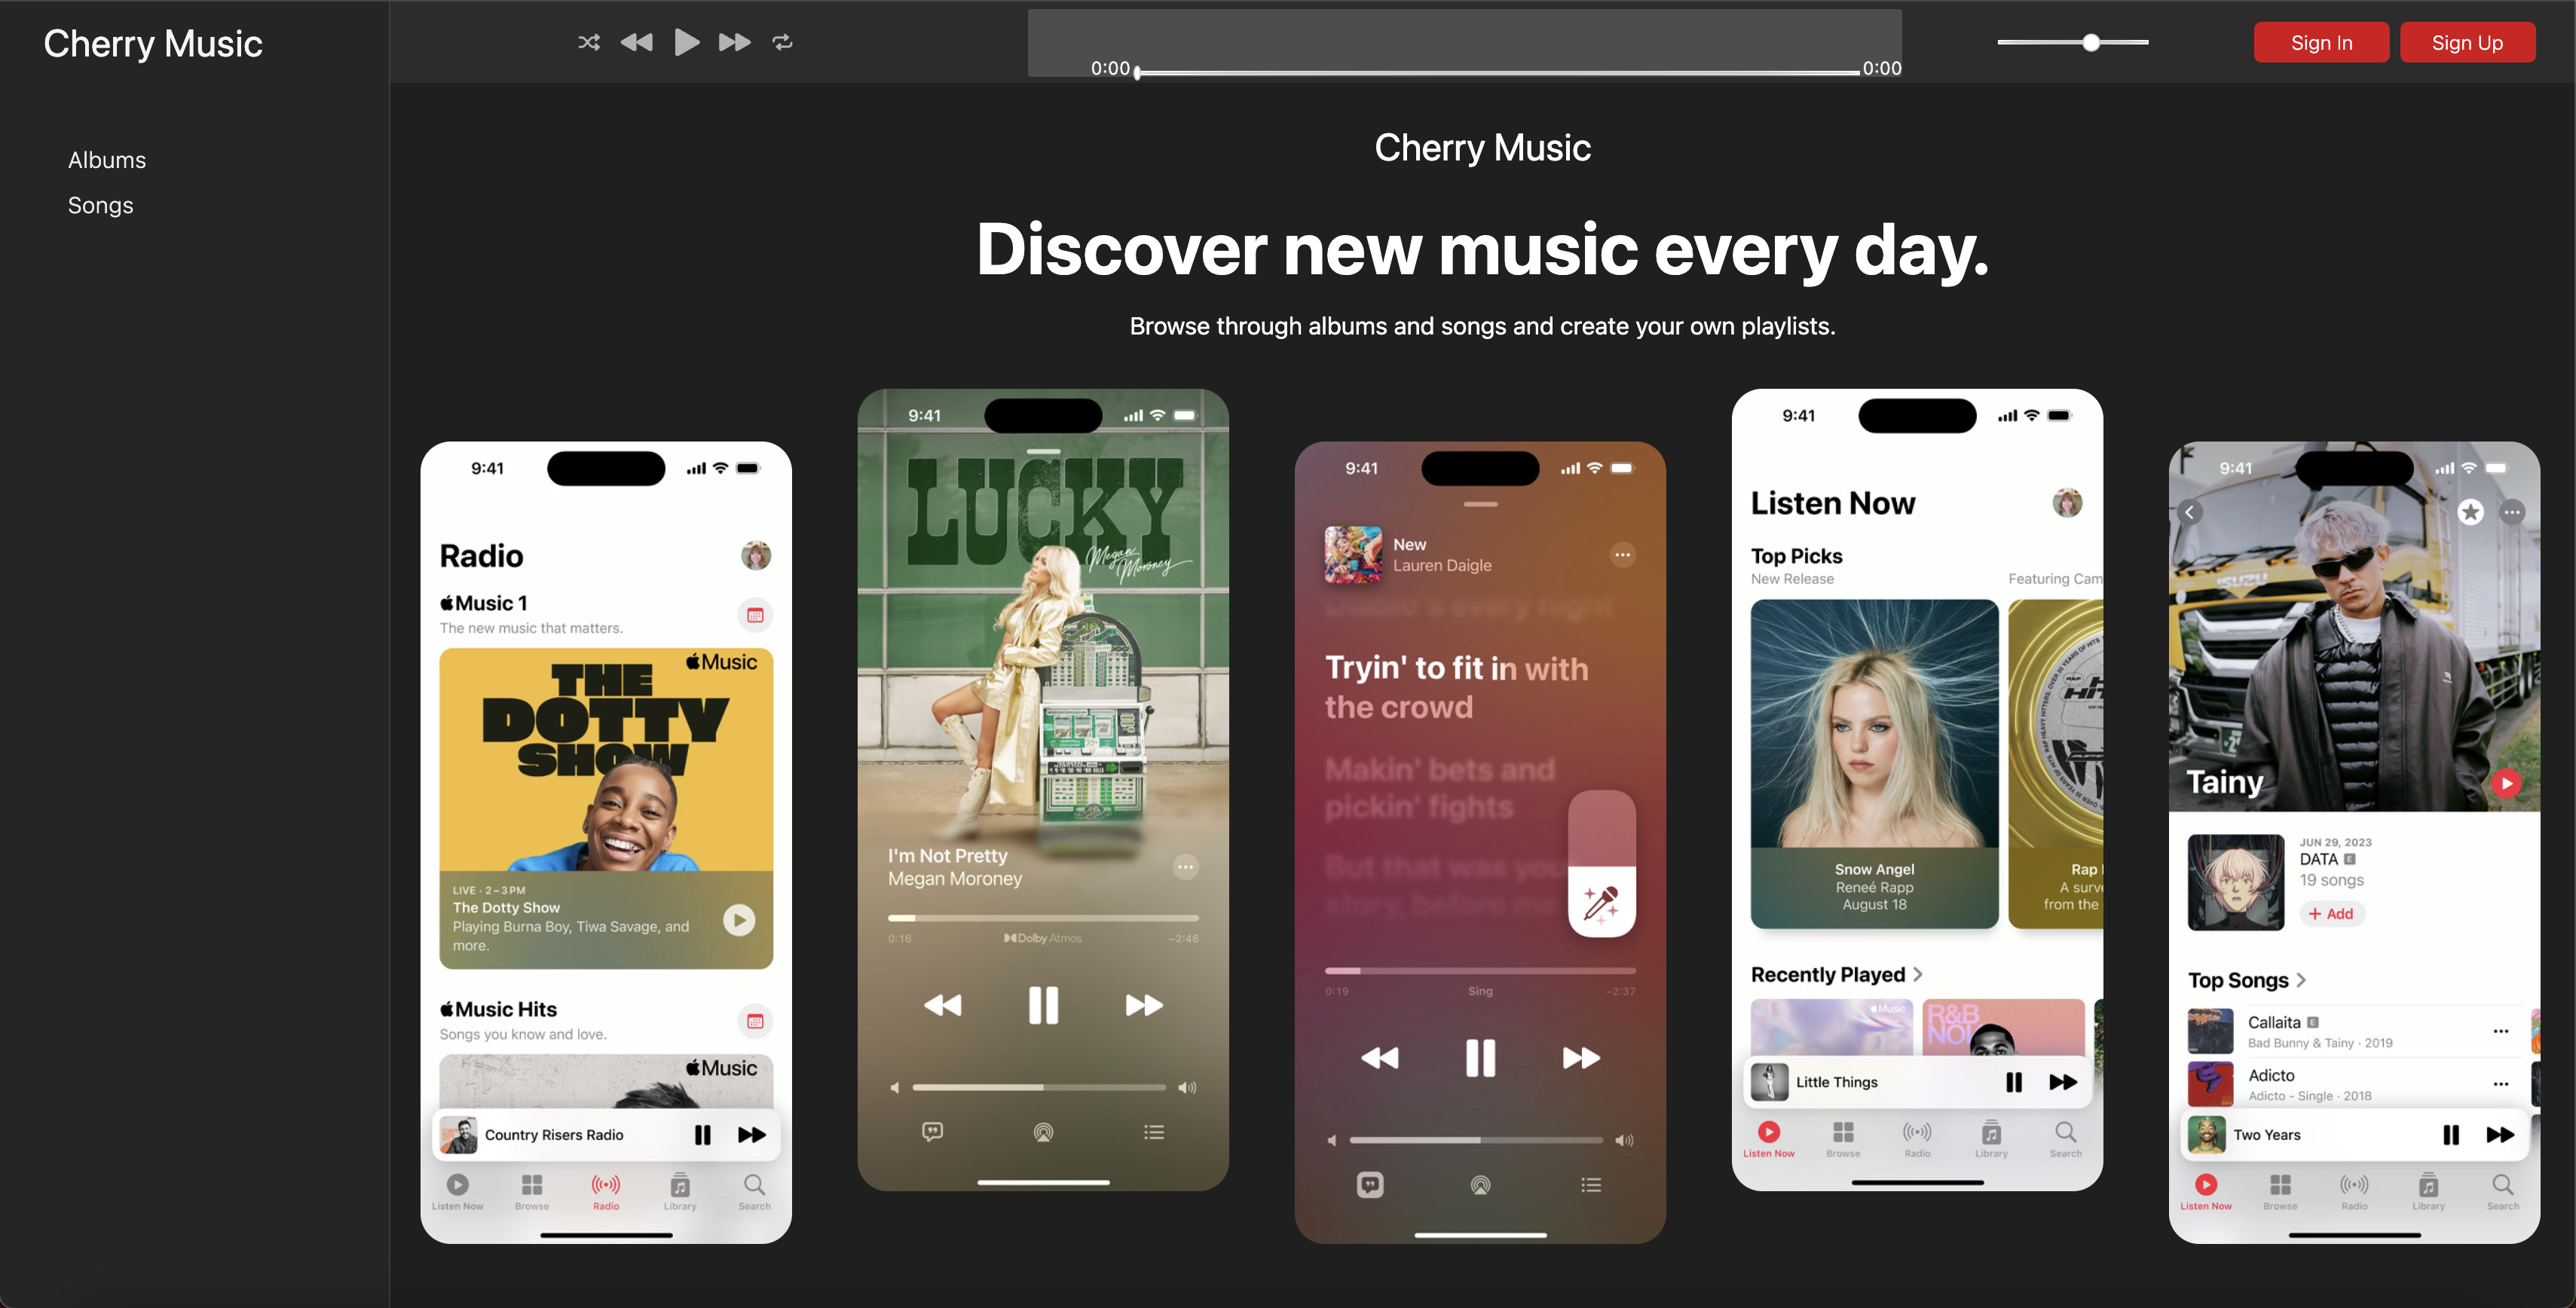 Cherry Music
Albums
Songs
0:00
0:00
Sign In
Sign Up
Cherry Music
Discover new music every day.
Browse through albums and songs and create your own playlists.
9:41
Radio
Music 1
The new music that matters.
Music
THE
DOTTY
SHOW
LIVE · 2–3PM
The Dotty Show
Playing Burna Boy, Tiwa Savage, and
more.
Music Hits
Songs you know and love.
Music
Country Risers Radio
Listen Now
Browse
Radio
Library
Search
9:41
LUCKY
Megan
Moroney
I'm Not Pretty
Megan Moroney
0:16
Dolby Atmos
−2:46
9:41
New
Lauren Daigle
Tryin' to fit in with
the crowd
Makin' bets and
pickin' fights
But that was you
story, before me
0:19
Sing
−2:37
9:41
Listen Now
Top Picks
New Release
Featuring Cam
Snow Angel
Reneé Rapp
August 18
Rap
A surv
from the
Recently Played
Music
R&B
NO
Little Things
Listen Now
Browse
Radio
Library
Search
9:41
ISUZU
Tainy
JUN 29, 2023
DATA E
19 songs
+ Add
Top Songs
Callaita E
Bad Bunny & Tainy · 2019
Adicto
Adicto - Single · 2018
Two Years
Listen Now
Browse
Radio
Library
Search